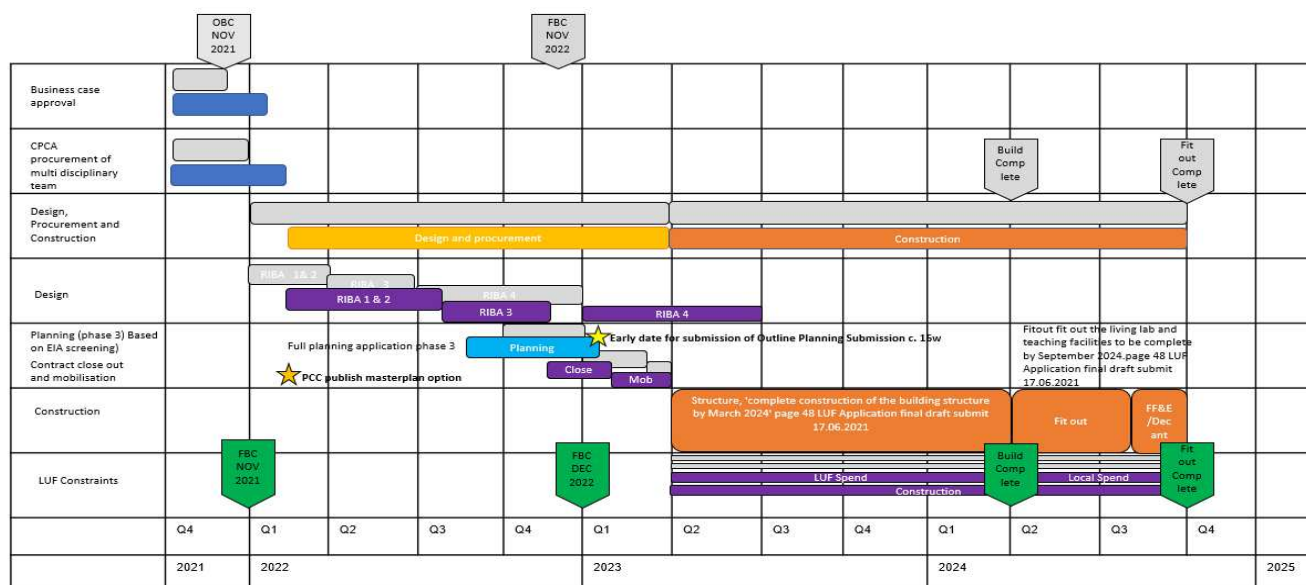 OBC
NOV
2021
FBC
NOV
2022
Business case
approval
CPCA
procurement of
multi disciplinary
team
Build
Comp
lete
Fit
out
Comp
lete
Design,
Procurement and
Construction
Design and procurement
Construction
Design
RIBA 1& 2
RIBA 3
RIBA 4
RIBA 1 & 2
RIBA 3
RIBA 4
Planning (phase 3) Based
on EIA screening)
Full planning application phase 3
Planning
Early date for submission of Outline Planning Submission c. 16w
Fitout fit out the living lab and
teaching facilities to be complete
by September 2024.page 48 LUF
Application final draft submit
17.06.2021
Contract close out
and mobilisation
PCC publish masterplan option
Close
Mob
Construction
Structure, 'complete construction of the building structure
by March 2024' page 48 LUF Application final draft submit
17.06.2021
Fit out
FF&E
/Dec
ant
LUF Constraints
FBC
NOV
2021
FBC
DEC
2022
Build
Comp
lete
Fit
out
Comp
lete
LUF Spend
Local Spend
Construction
Q4 Q1 Q2 Q3 Q4 Q1 Q2 Q3 Q4 Q1 Q2 Q3 Q4
2021 2022 2023 2024 2025